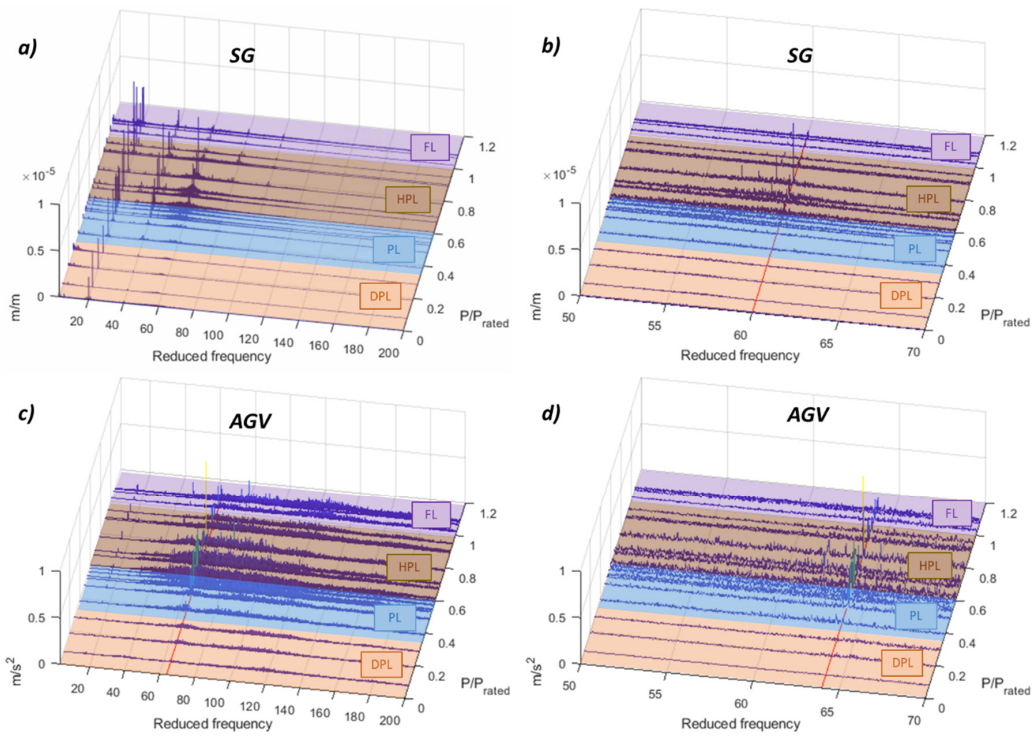 a)
SG
×10⁻⁵
1
0.5
0
m/m
20
40
60
80
100
120
140
160
180
200
Reduced frequency
0
0.2
0.4
0.6
0.8
1
1.2
P/Prated
FL
HPL
PL
DPL
b)
SG
×10⁻⁵
1
0.5
0
m/m
50
55
60
65
70
Reduced frequency
0
0.2
0.4
0.6
0.8
1
1.2
P/Prated
FL
HPL
PL
DPL
c)
AGV
1
0.5
0
m/s²
20
40
60
80
100
120
140
160
180
200
Reduced frequency
0
0.2
0.4
0.6
0.8
1
1.2
P/Prated
FL
HPL
PL
DPL
d)
AGV
1
0.5
0
m/s²
50
55
60
65
70
Reduced frequency
0
0.2
0.4
0.6
0.8
1
1.2
P/Prated
FL
HPL
PL
DPL